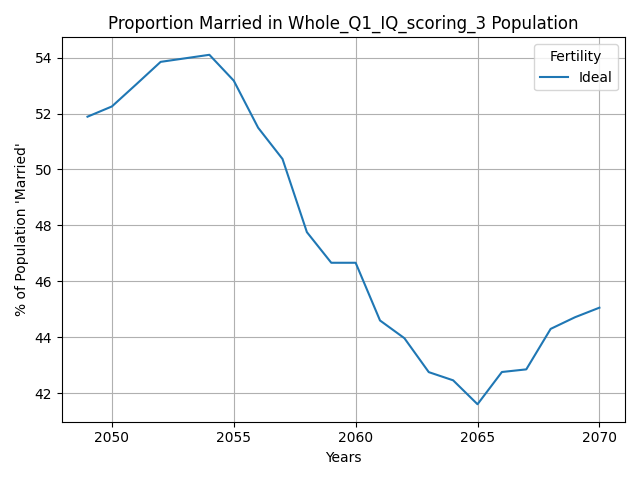 Proportion Married in Whole_Q1_IQ_scoring_3 Population
Fertility
Ideal
% of Population 'Married'
54
52
50
48
46
44
42
2050
2055
2060
2065
2070
Years